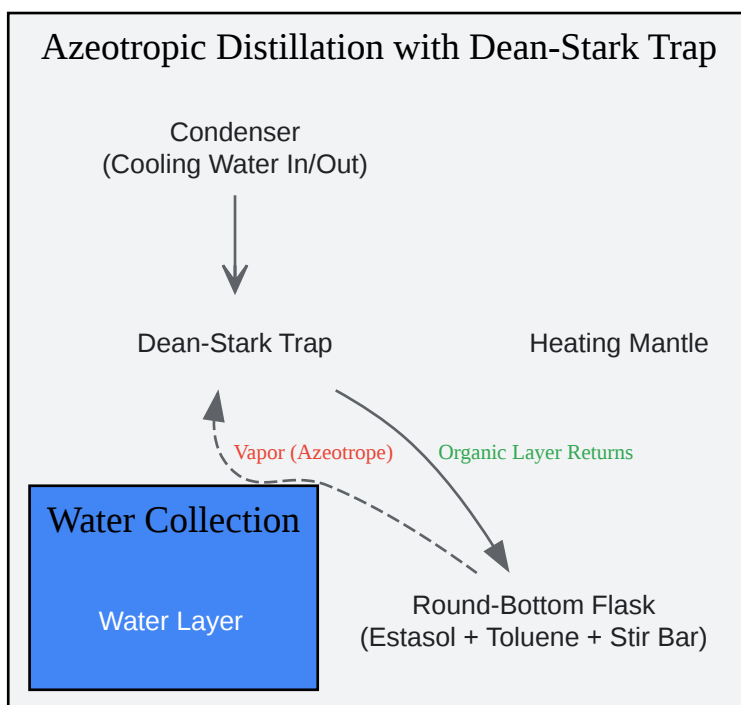 Azeotropic Distillation with Dean-Stark Trap
Condenser
(Cooling Water In/Out)
Dean-Stark Trap
Heating Mantle
Vapor (Azeotrope)
Organic Layer Returns
Water Collection
Water Layer
Round-Bottom Flask
(Estasol + Toluene + Stir Bar)